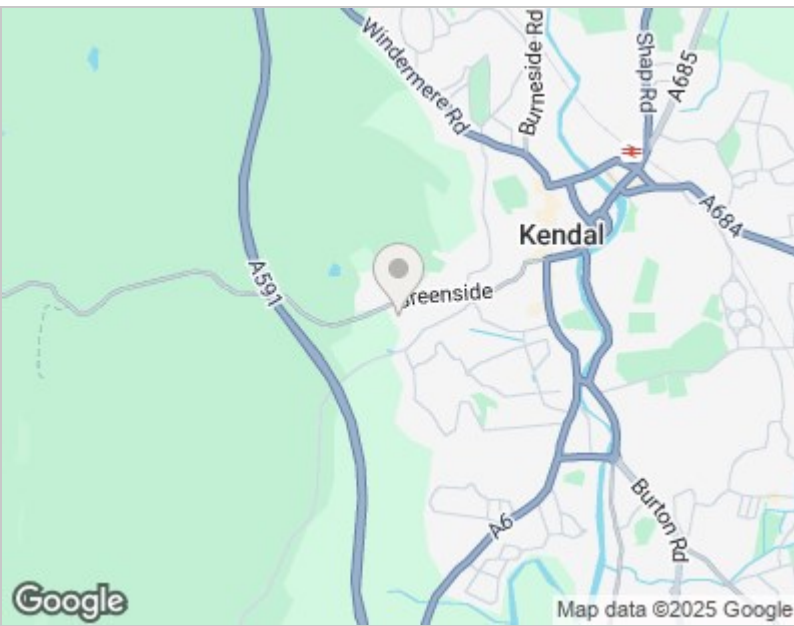 Windermere Rd
Burneside Rd
Shap Rd
A685
A684
Kendal
A591
reenside
A6
Burton Rd
Google
Map data ©2025 Google